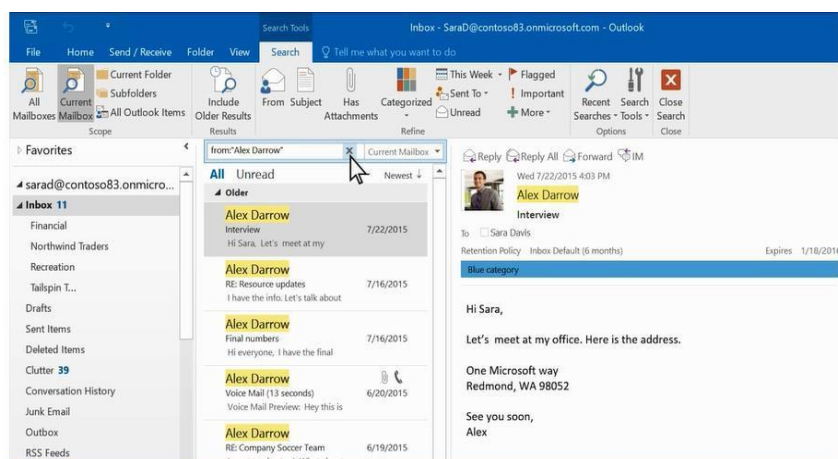 Search Tools
Inbox - SaraD@contoso83.onmicrosoft.com - Outlook
File Home Send / Receive Folder View Search Tell me what you want to do
All Mailboxes
Current Mailbox
Current Folder
Subfolders
All Outlook Items
Scope
Include Older Results
Results
From
Subject
Has Attachments
Categorized
This Week
Sent To
Unread
Flagged
Important
More
Refine
Recent Searches
Search Tools
Options
Close Search
Close
Favorites
sarad@contoso83.onmicro...
Inbox 11
Financial
Northwind Traders
Recreation
Tailspin T...
Drafts
Sent Items
Deleted Items
Clutter 39
Conversation History
Junk Email
Outbox
RSS Feeds
from:"Alex Darrow"
Current Mailbox
All Unread Newest ↓
Older
Alex Darrow
Interview 7/22/2015
Hi Sara, Let's meet at my
Alex Darrow
RE: Resource updates 7/16/2015
I have the info. Let's talk about
Alex Darrow
Final numbers 7/16/2015
Hi everyone, I have the final
Alex Darrow
Voice Mail (13 seconds) 6/20/2015
Voice Mail Preview: Hey this is
Alex Darrow
RE: Company Soccer Team 6/19/2015
Reply Reply All Forward IM
Wed 7/22/2015 4:03 PM
Alex Darrow
Interview
To Sara Davis
Retention Policy Inbox Default (6 months) Expires 1/18/2016
Blue category
Hi Sara,
Let's meet at my office. Here is the address.
One Microsoft way
Redmond, WA 98052
See you soon,
Alex